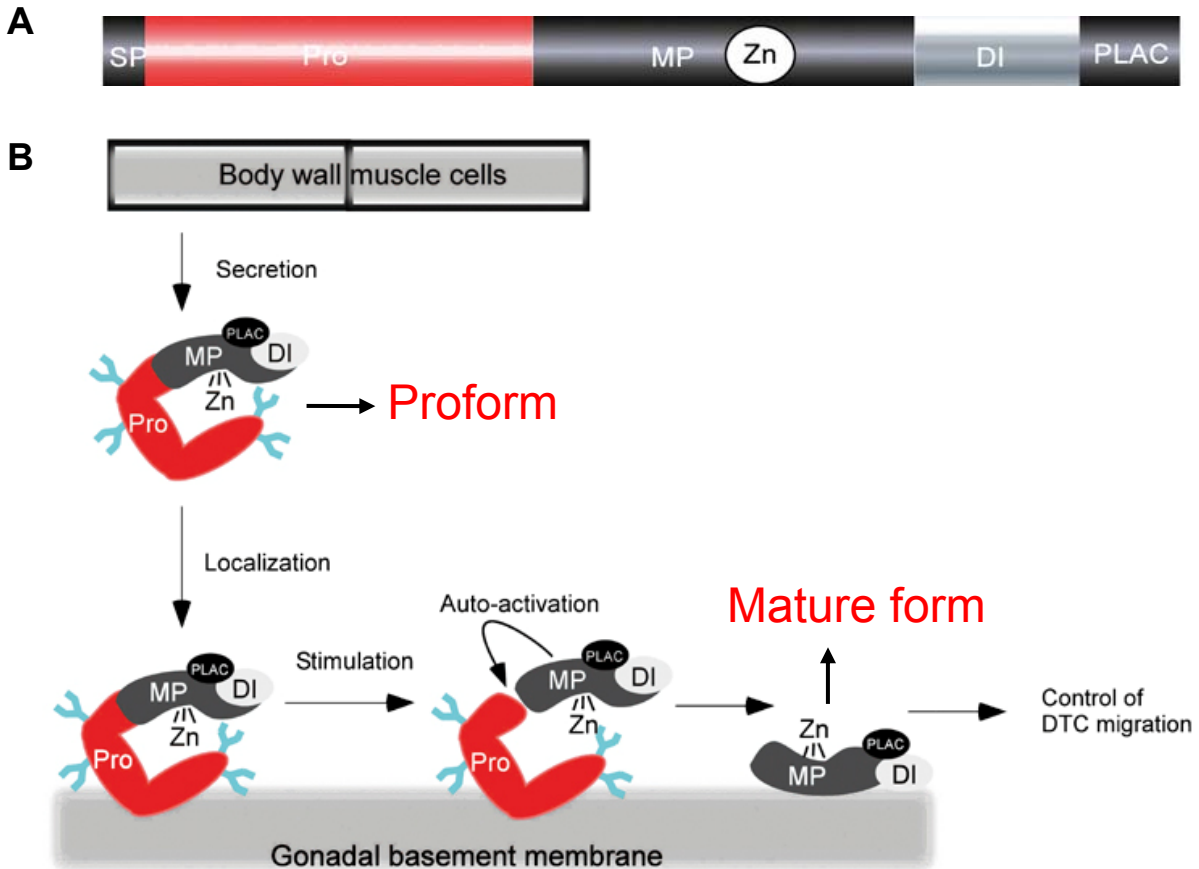 A
SP Pro MP Zn DI PLAC
B
Body wall muscle cells
Secretion
PLAC
MP DI
Zn
Pro
Proform
Localization
Mature form
Auto-activation
Stimulation
PLAC
MP DI
Zn
Pro
PLAC
MP DI
Zn
Pro
Zn
PLAC
MP DI
Control of
DTC migration
Gonadal basement membrane